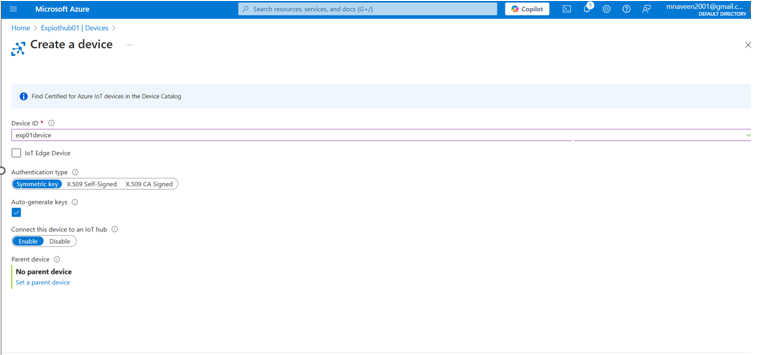 Microsoft Azure
Search resources, services, and docs (G+/)
Copilot
5
mnaveen2001@gmail.c...
DEFAULT DIRECTORY
Home > Expiothub01 | Devices >
Create a device ...
Find Certified for Azure IoT devices in the Device Catalog
Device ID *
exp01device
IoT Edge Device
Authentication type
Symmetric key X.509 Self-Signed X.509 CA Signed
Auto-generate keys
Connect this device to an IoT hub
Enable Disable
Parent device
No parent device
Set a parent device